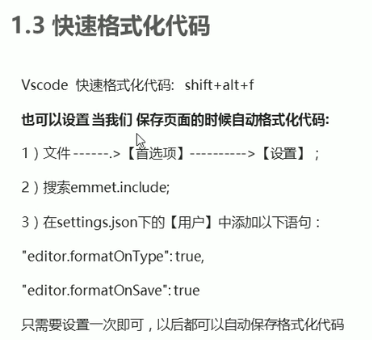 1.3 快速格式化代码
Vscode 快速格式化代码: shift+alt+f
也可以设置 当我们 保存页面的时候自动格式化代码:
1）文件 ------.>【首选项】---------->【设置】；
2）搜索emmet.include;
3）在settings.json下的【用户】中添加以下语句：
"editor.formatOnType": true,
"editor.formatOnSave": true
只需要设置一次即可，以后都可以自动保存格式化代码